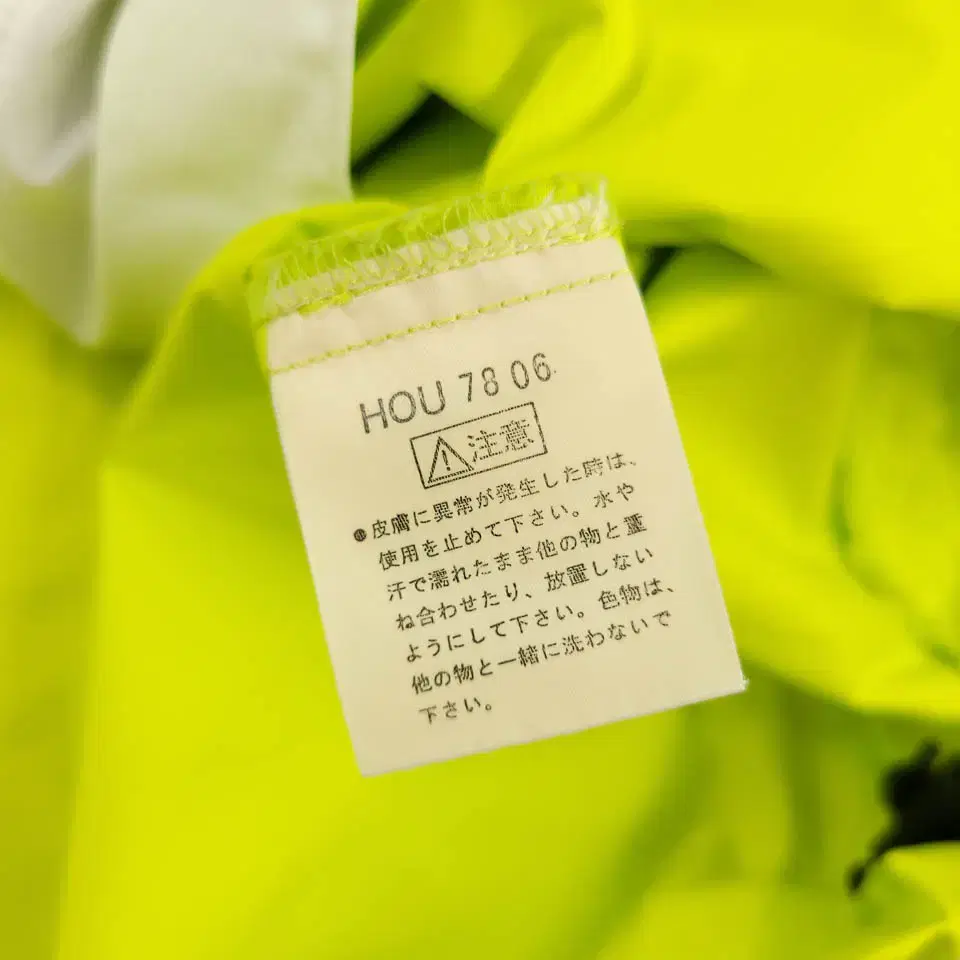 HOU 78 06
注意
●皮膚に異常が発生した時は、
使用を止めて下さい。水や
汗で濡れたまま他の物と重
ね合わせたり、放置しない
ようにして下さい。色物は、
他の物と一緒に洗わないで
下さい。